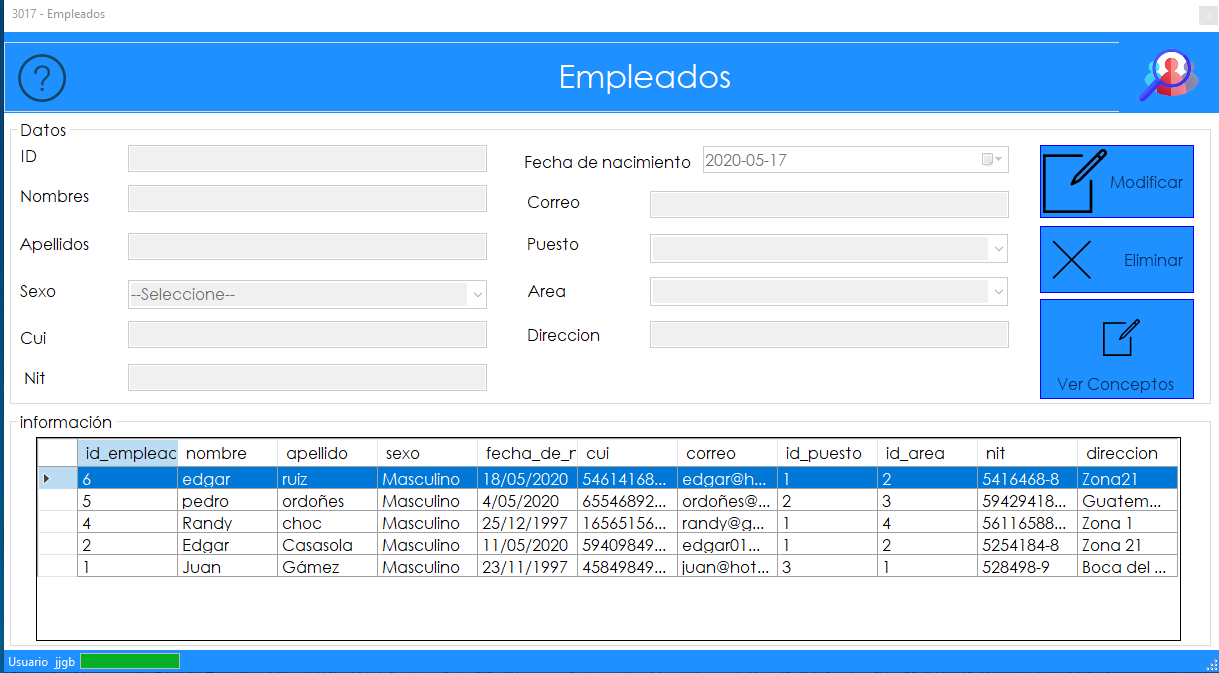 3017 - Empleados
?
Empleados
Datos
ID
Nombres
Apellidos
Sexo --Seleccione--
Cui
Nit
Fecha de nacimiento 2020-05-17
Correo
Puesto
Area
Direccion
Modificar
Eliminar
Ver Conceptos
información
id_empleac nombre apellido sexo fecha_de_n cui correo id_puesto id_area nit direccion
6 edgar ruiz Masculino 18/05/2020 54614168... edgar@h... 1 2 5416468-8 Zona21
5 pedro ordoñes Masculino 4/05/2020 65546892... ordoñes@... 2 3 59429418... Guatem...
4 Randy choc Masculino 25/12/1997 16565156... randy@g... 1 4 56116588... Zona 1
2 Edgar Casasola Masculino 11/05/2020 59409849... edgar01... 1 2 5254184-8 Zona 21
1 Juan Gámez Masculino 23/11/1997 45849849... juan@hot... 3 1 528498-9 Boca del ...
Usuario jjgb